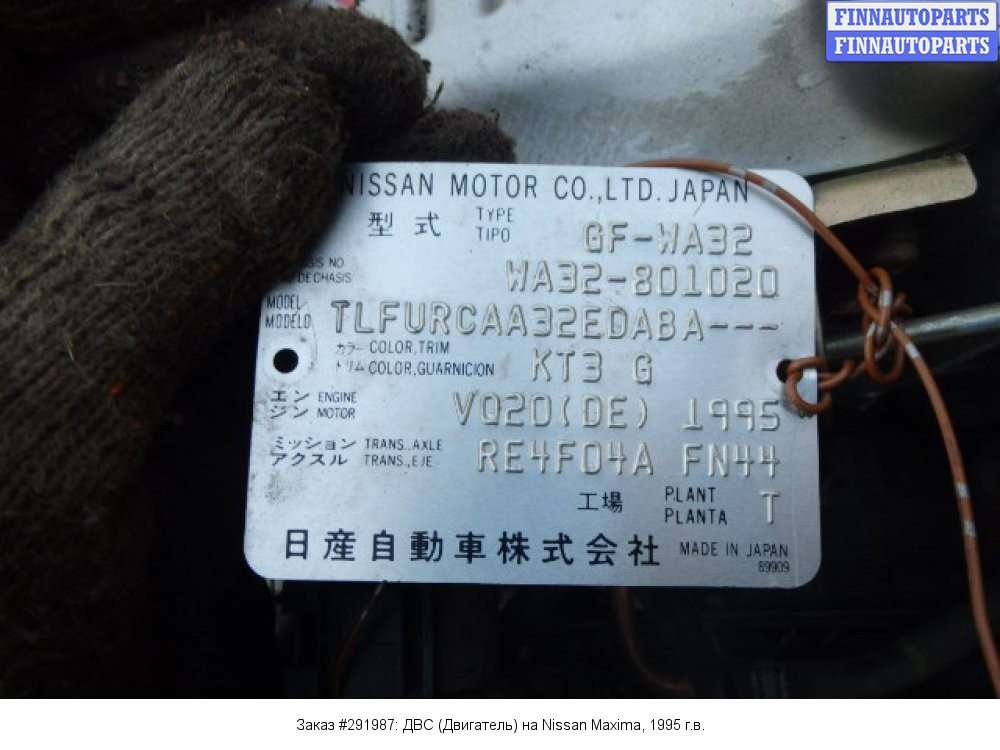 FINNAUTOPARTS
FINNAUTOPARTS
NISSAN MOTOR CO.,LTD. JAPAN
型式 TYPE TIPO GF-WA32
NO WA32-801020
DE CHASIS
MODEL MODELO TLFURCAA32EDABA---
カラー COLOR,TRIM
トリム COLOR,GUARNICION KT3 G
エンジン ENGINE MOTOR VQ20(DE) 1995
ミッション TRANS.,AXLE
アクスル TRANS.,EJE RE4F04A FN44
工場 PLANT PLANTA T
日産自動車株式会社 MADE IN JAPAN
89909
Заказ #291987: ДВС (Двигатель) на Nissan Maxima, 1995 г.в.